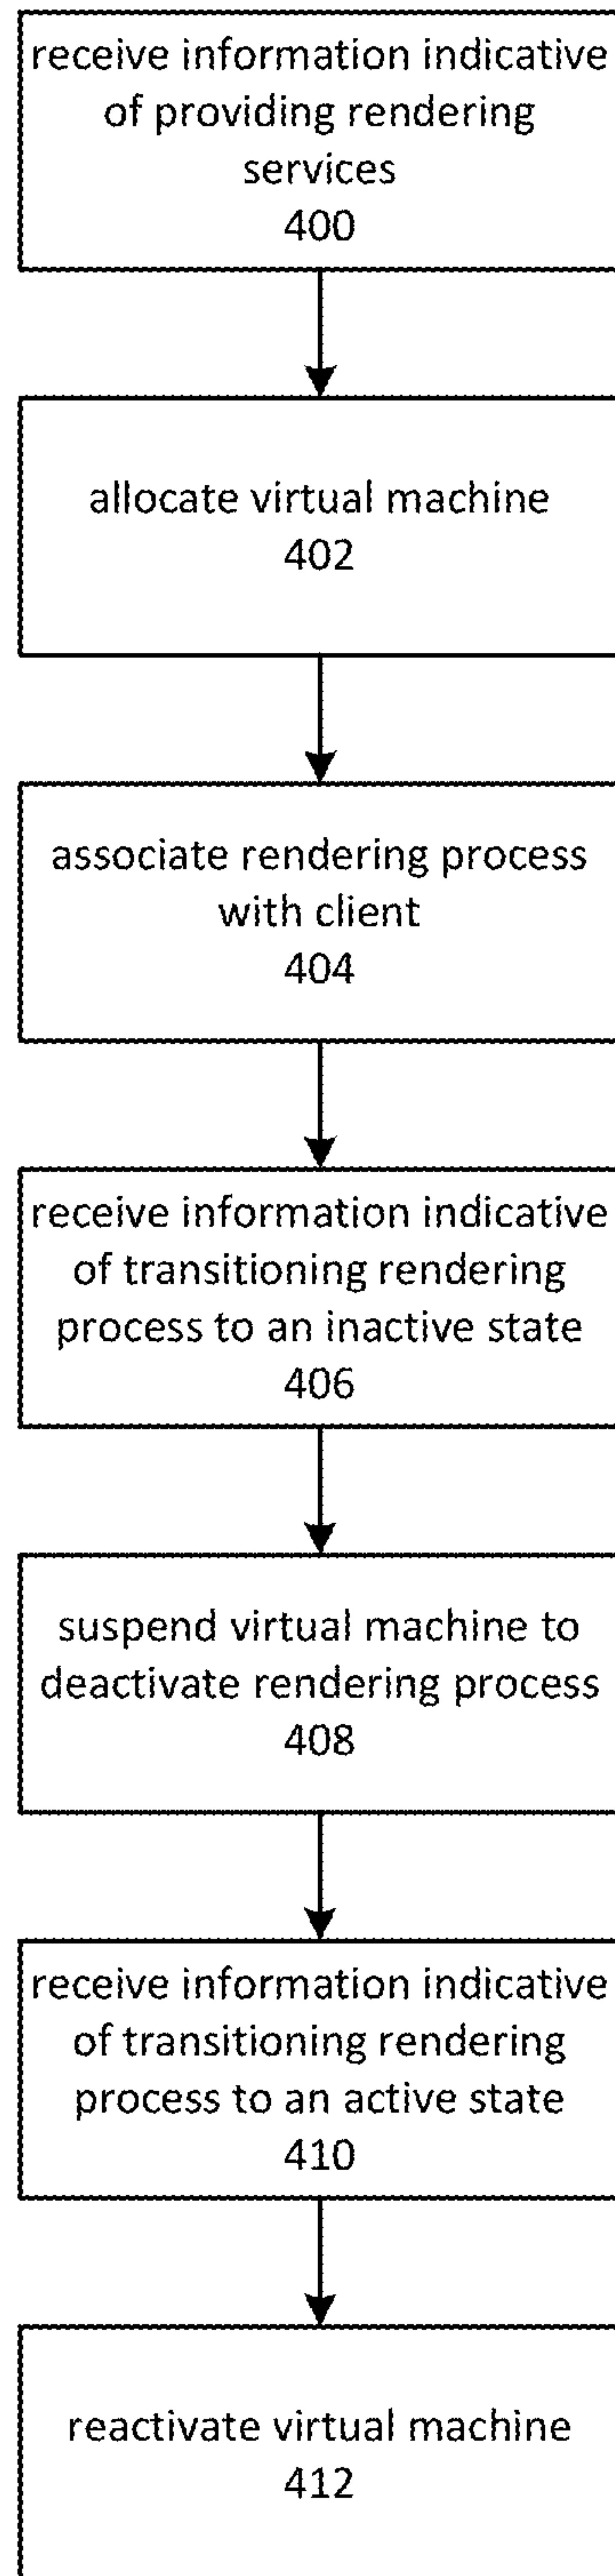 receive information indicative
of providing rendering
services
400
allocate virtual machine
402
associate rendering process
with client
404
receive information indicative
of transitioning rendering
process to an inactive state
406
suspend virtual machine to
deactivate rendering process
408
receive information indicative
of transitioning rendering
process to an active state
410
reactivate virtual machine
412